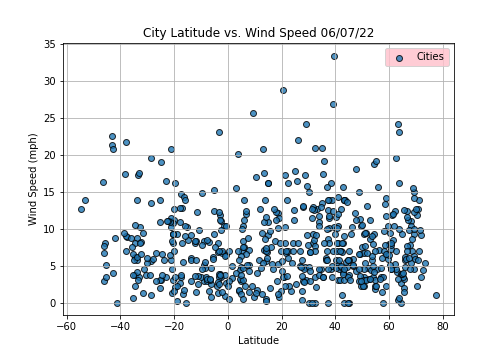 City Latitude vs. Wind Speed 06/07/22
Cities
35
30
25
20
15
10
5
0
Wind Speed (mph)
−60 −40 −20 0 20 40 60 80
Latitude